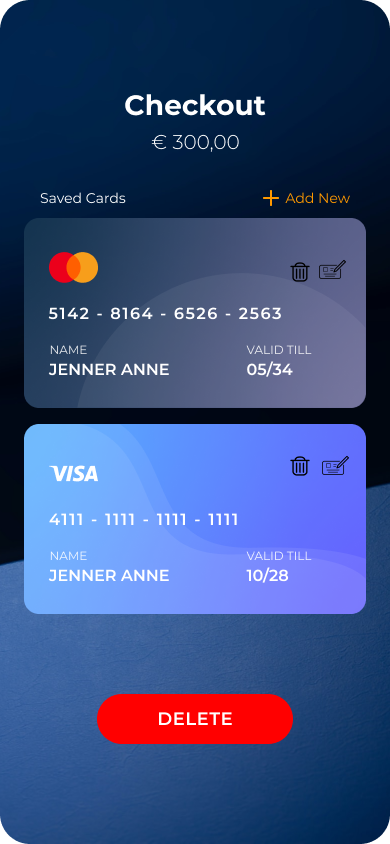 Checkout
€ 300,00
Saved Cards
Add New
5142 - 8164 - 6526 - 2563
NAME
VALID TILL
JENNER ANNE
05/34
VISA
4111 - 1111 - 1111 - 1111
NAME
VALID TILL
JENNER ANNE
10/28
DELETE